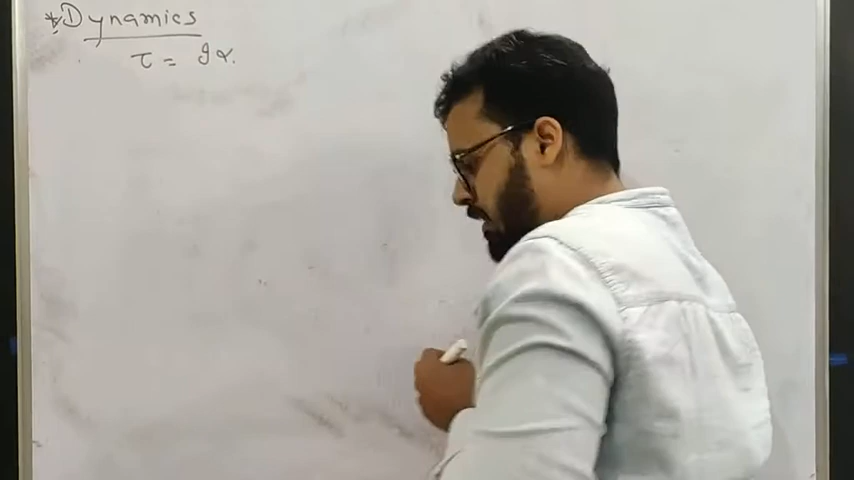 *Dynamics
τ = Iα.